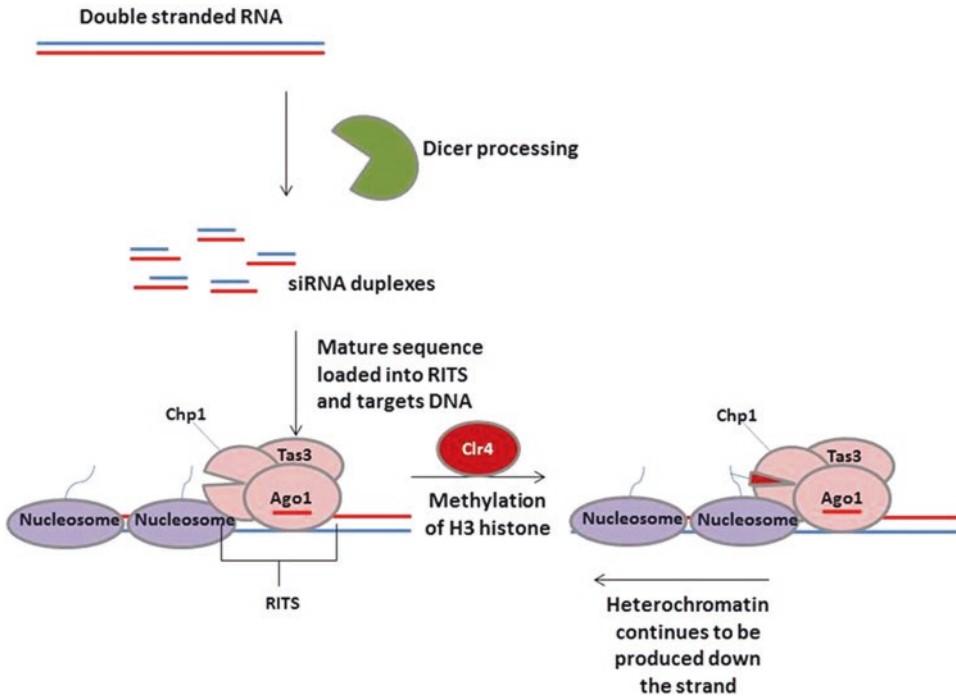 Double stranded RNA
Dicer processing
siRNA duplexes
Mature sequence
loaded into RITS
and targets DNA
Chp1
Tas3
Ago1
Nucleosome
Nucleosome
RITS
Clr4
Methylation
of H3 histone
Chp1
Tas3
Ago1
Nucleosome
Nucleosome
Heterochromatin
continues to be
produced down
the strand